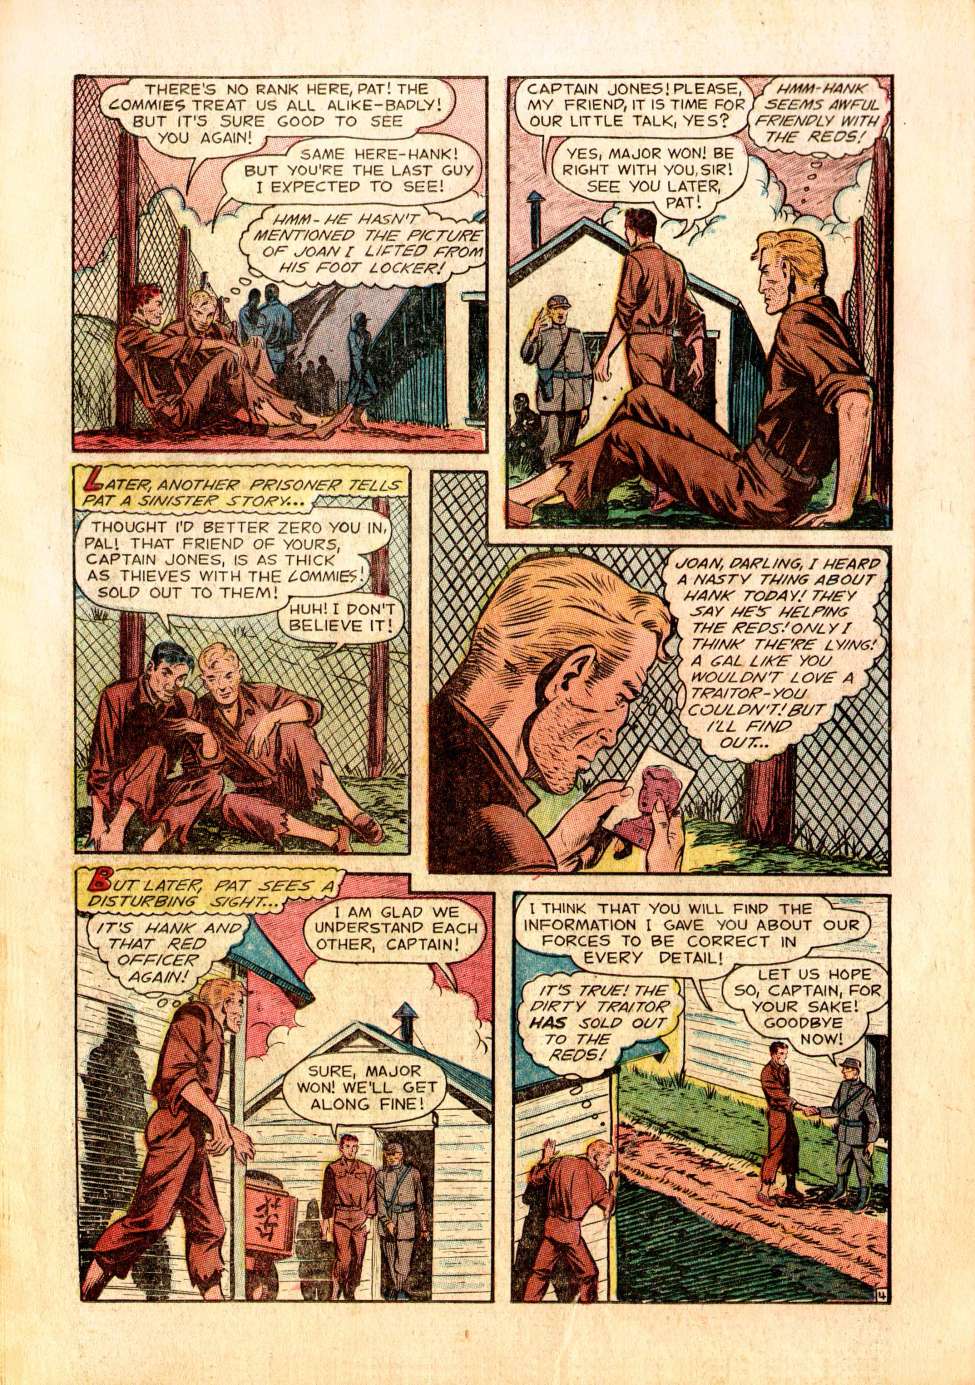 THERE'S NO RANK HERE, PAT! THE
COMMIES TREAT US ALL ALIKE-BADLY!
BUT IT'S SURE GOOD TO SEE
YOU AGAIN!
SAME HERE-HANK!
BUT YOU'RE THE LAST GUY
I EXPECTED TO SEE!
HMM-HE HASN'T
MENTIONED THE PICTURE
OF JOAN I LIFTED FROM
HIS FOOT LOCKER!
CAPTAIN JONES! PLEASE,
MY FRIEND, IT IS TIME FOR
OUR LITTLE TALK, YES?
YES, MAJOR WON! BE
RIGHT WITH YOU, SIR!
SEE YOU LATER,
PAT!
HMM-HANK
SEEMS AWFUL
FRIENDLY WITH
THE REDS!
LATER, ANOTHER PRISONER TELLS
PAT A SINISTER STORY...
THOUGHT I'D BETTER ZERO YOU IN,
PAL! THAT FRIEND OF YOURS,
CAPTAIN JONES, IS AS THICK
AS THIEVES WITH THE COMMIES!
SOLD OUT TO THEM!
HUH! I DON'T
BELIEVE IT!
JOAN, DARLING, I HEARD
A NASTY THING ABOUT
HANK TODAY! THEY
SAY HE'S HELPING
THE REDS! ONLY I
THINK THE'RE LYING!
A GAL LIKE YOU
WOULDN'T LOVE A
TRAITOR-YOU
COULDN'T! BUT
I'LL FIND
OUT...
BUT LATER, PAT SEES A
DISTURBING SIGHT...
IT'S HANK AND
THAT RED
OFFICER
AGAIN!
I AM GLAD WE
UNDERSTAND EACH
OTHER, CAPTAIN!
SURE, MAJOR
WON! WE'LL GET
ALONG FINE!
I THINK THAT YOU WILL FIND THE
INFORMATION I GAVE YOU ABOUT OUR
FORCES TO BE CORRECT IN
EVERY DETAIL!
IT'S TRUE! THE
DIRTY TRAITOR
HAS SOLD OUT
TO THE
REDS!
LET US HOPE
SO, CAPTAIN, FOR
YOUR SAKE!
GOODBYE
NOW!
4